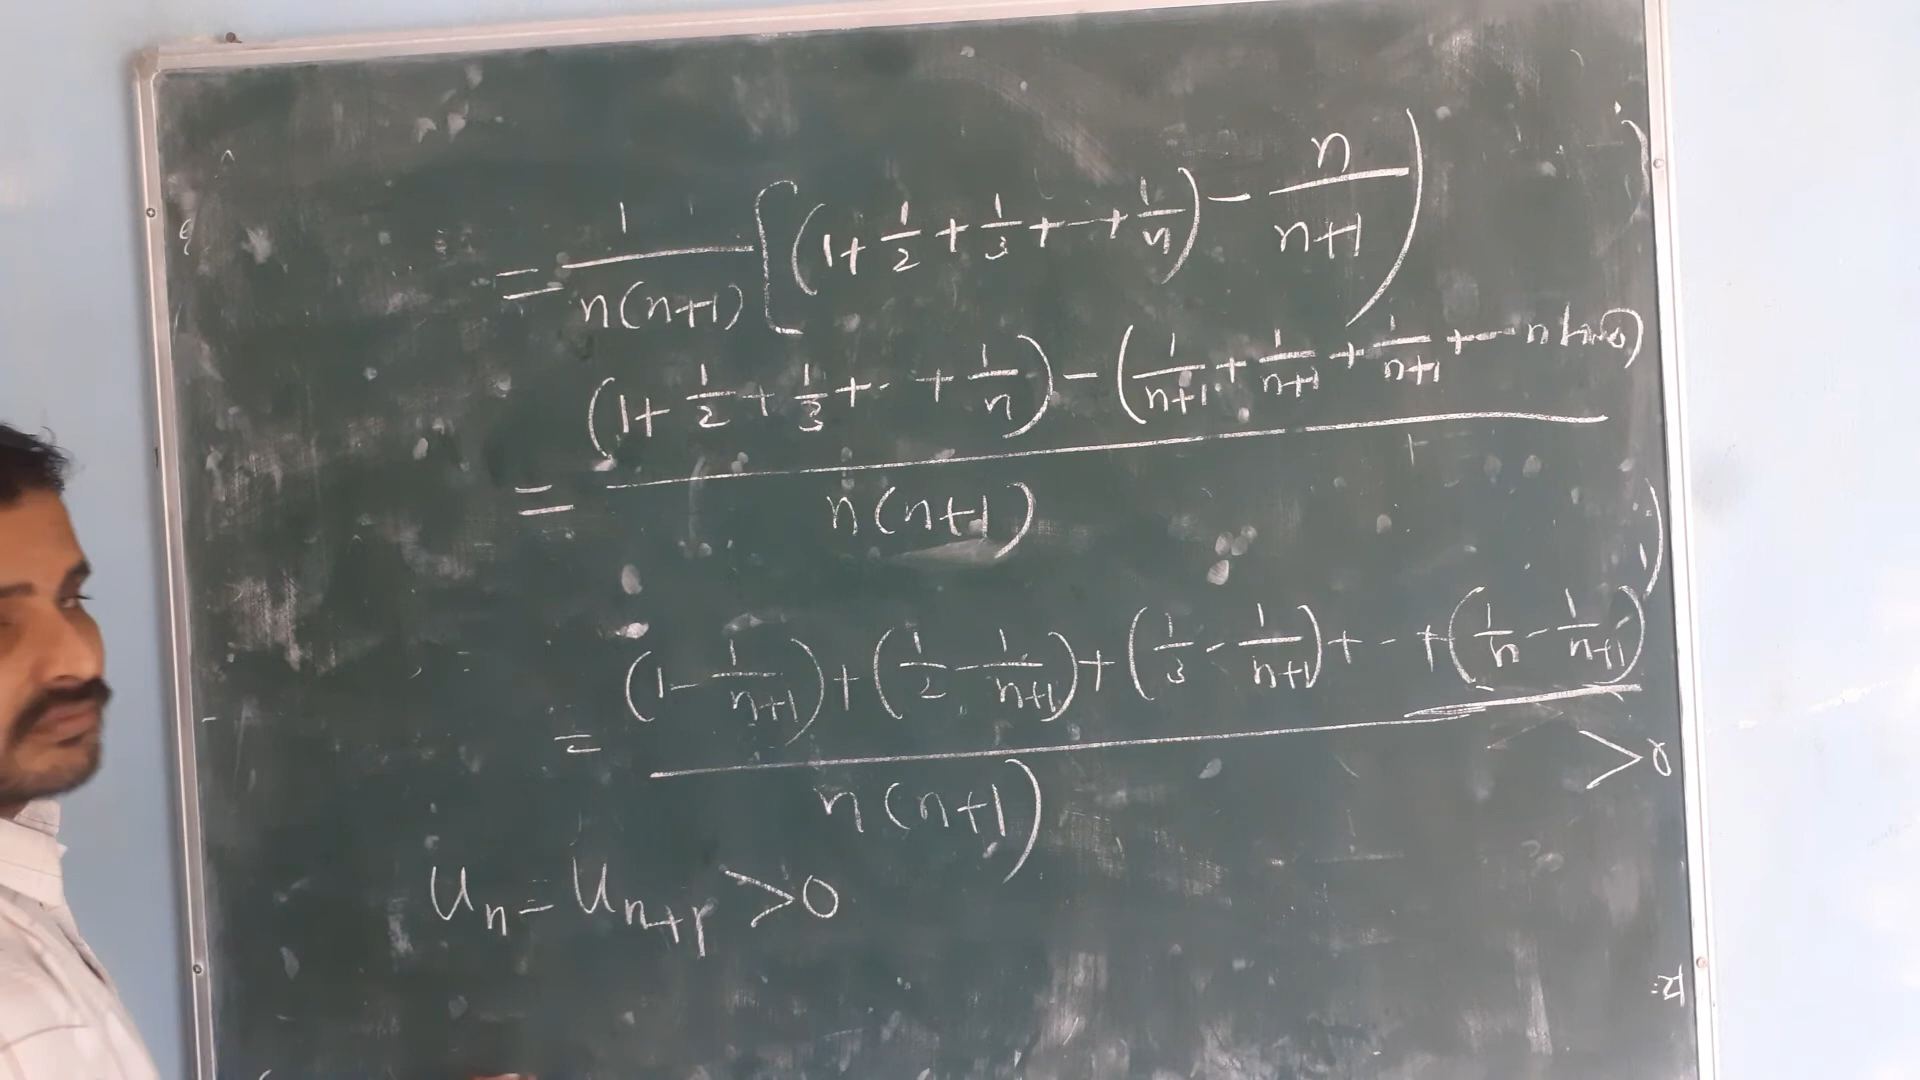 = 1/n(n+1) [(1+1/2+1/3+-+1/n) - n/n+1)
= (1+1/2+1/3+-+1/n) - (1/n+1+1/n+1+1/n+1+-- n times) / n(n+1)
= (1-1/n+1)+(1/2-1/n+1)+(1/3-1/n+1)+-+(1/n-1/n+1) / n(n+1) >0
Un - Un+1 >0